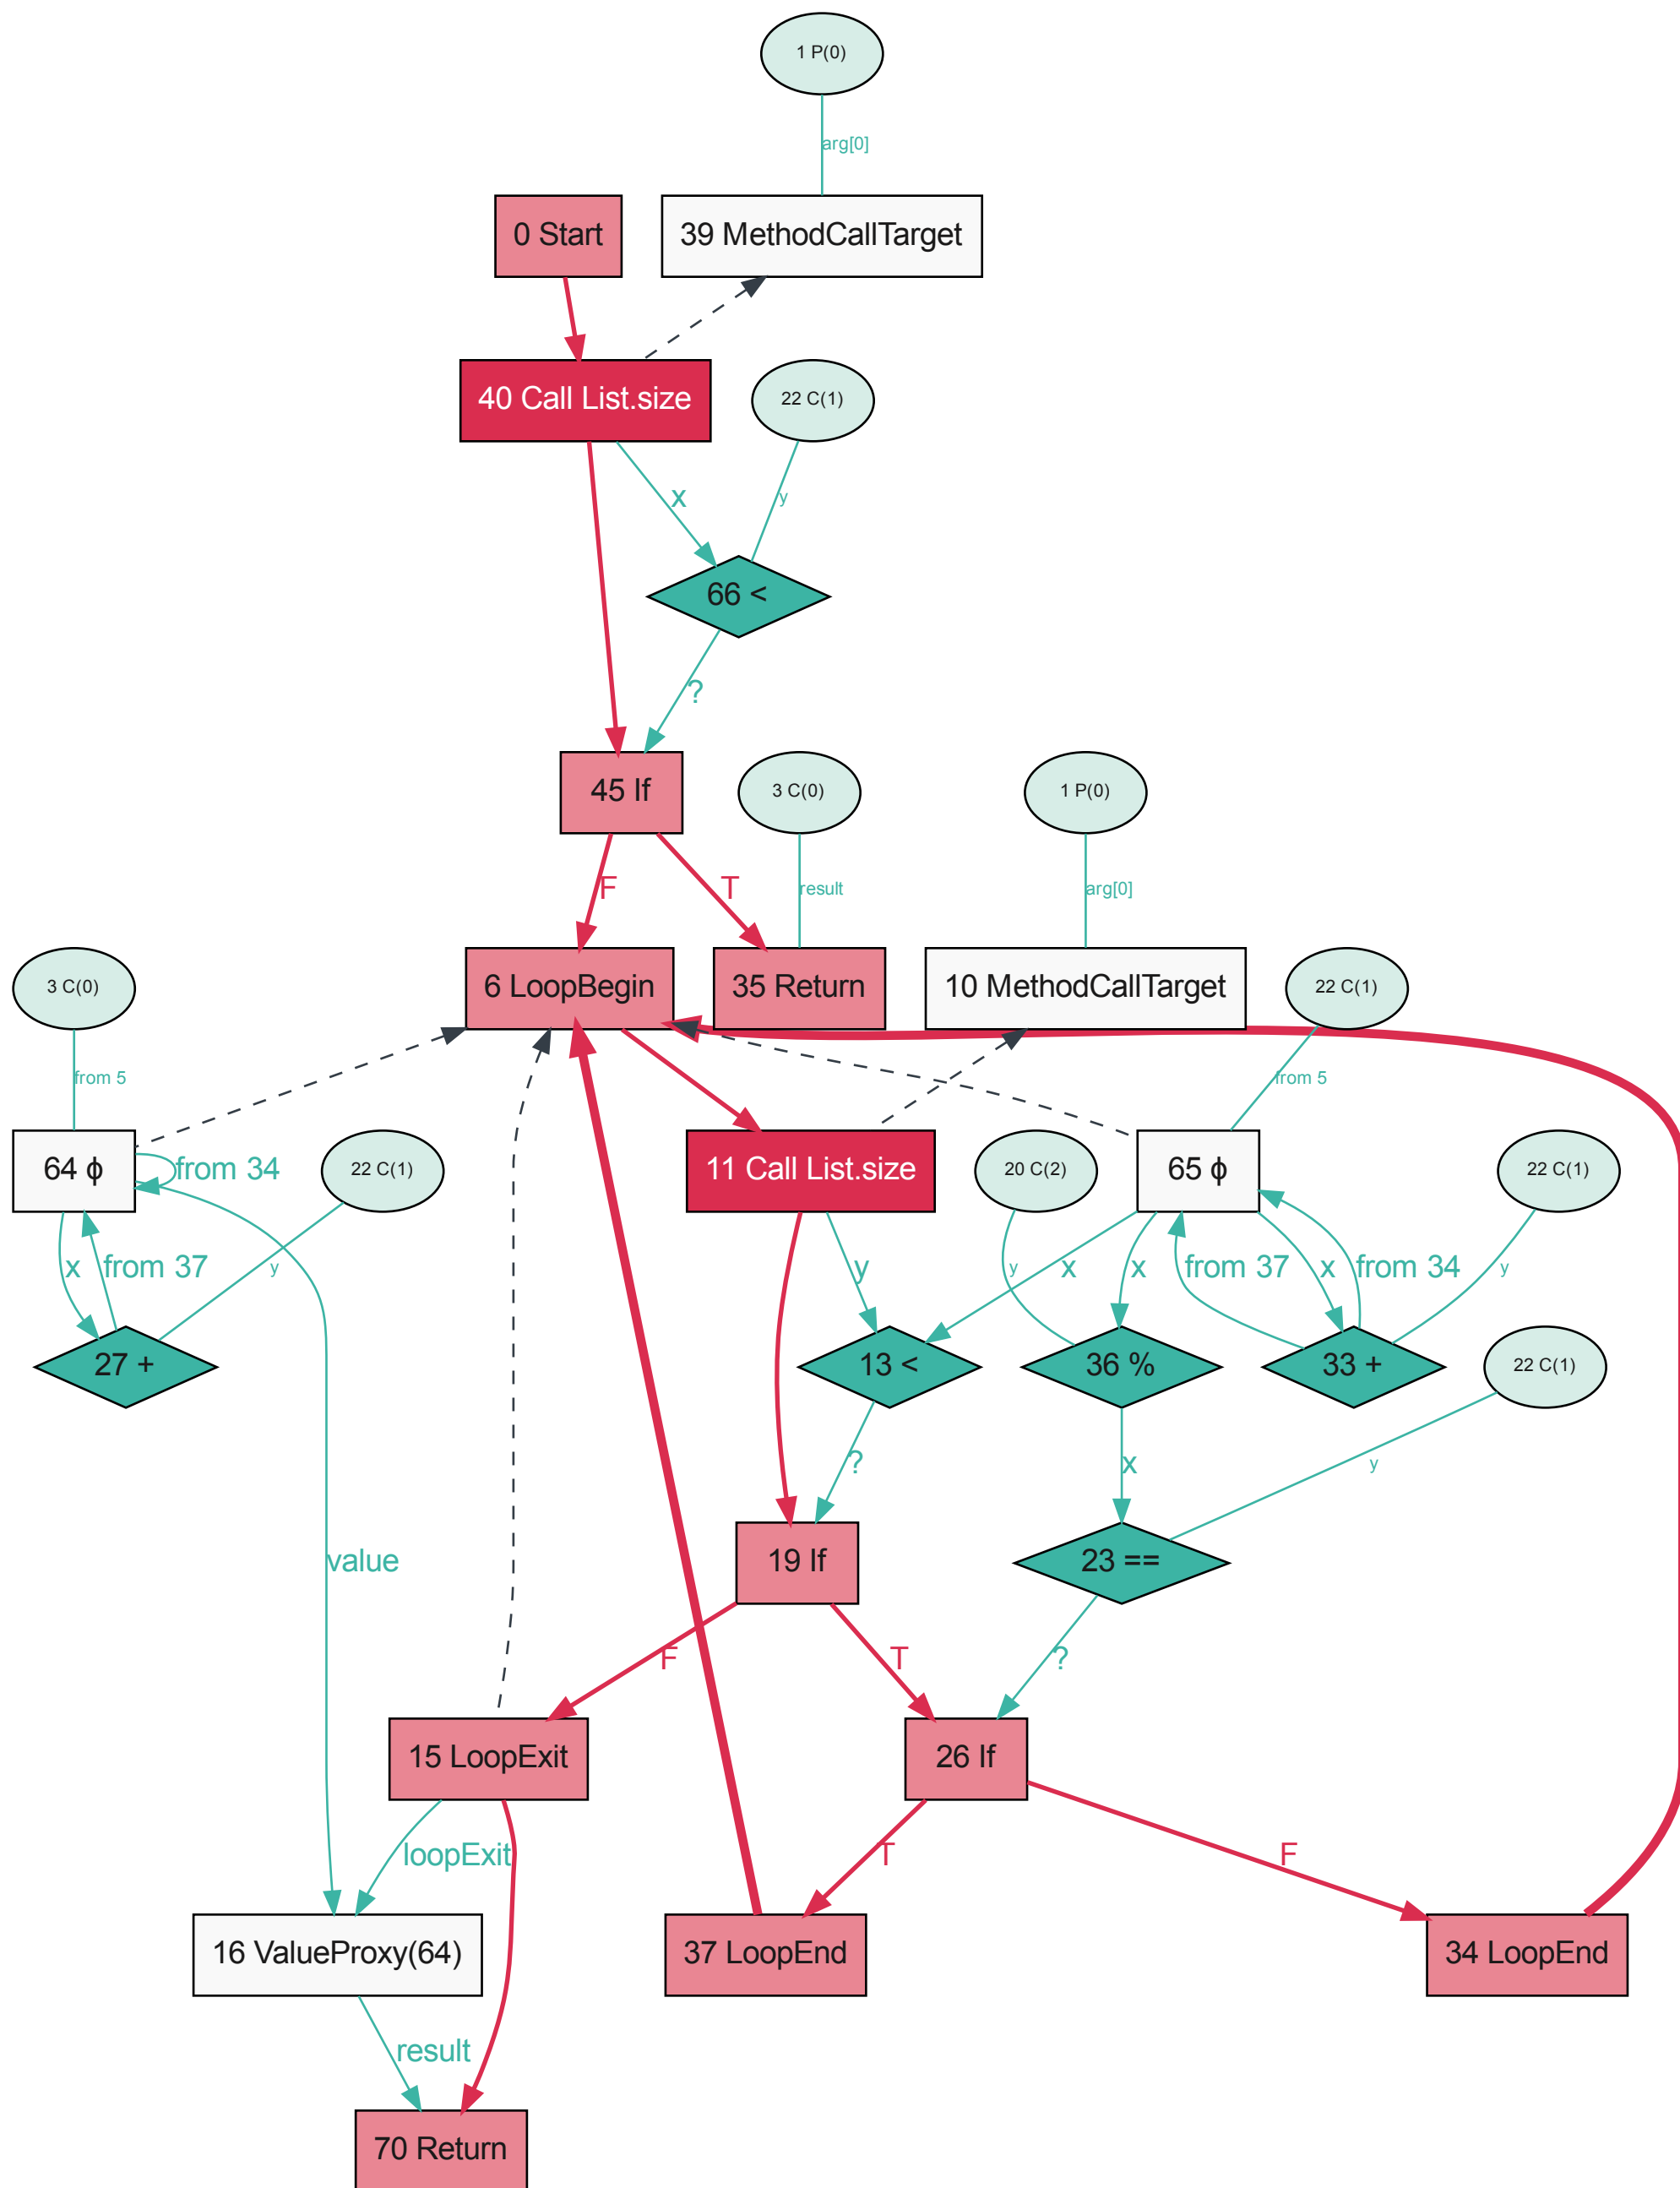 1 P(0)
arg[0]
0 Start
39 MethodCallTarget
40 Call List.size
22 C(1)
x
y
66 <
?
45 If
3 C(0)
1 P(0)
F
T
result
arg[0]
3 C(0)
6 LoopBegin
35 Return
10 MethodCallTarget
22 C(1)
from 5
from 5
64 ϕ
from 34
22 C(1)
11 Call List.size
20 C(2)
65 ϕ
22 C(1)
x
from 37
y
y
y
x
x
from 37
x
from 34
y
27 +
13 <
36 %
33 +
22 C(1)
?
x
y
value
19 If
23 ==
F
T
?
15 LoopExit
26 If
loopExit
T
F
16 ValueProxy(64)
37 LoopEnd
34 LoopEnd
result
70 Return